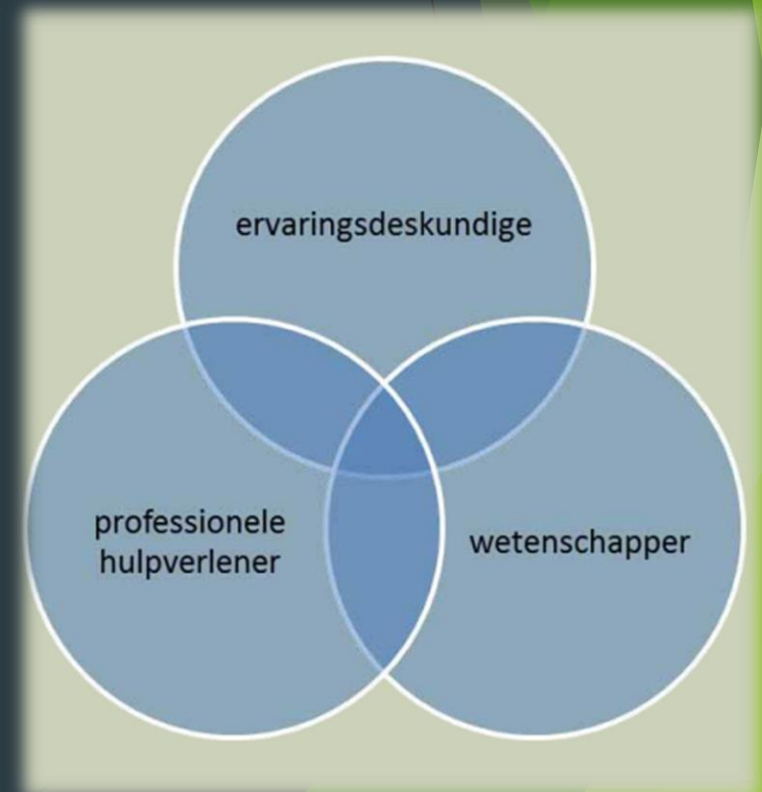 ervaringsdeskundige
professionele
hulpverlener
wetenschapper